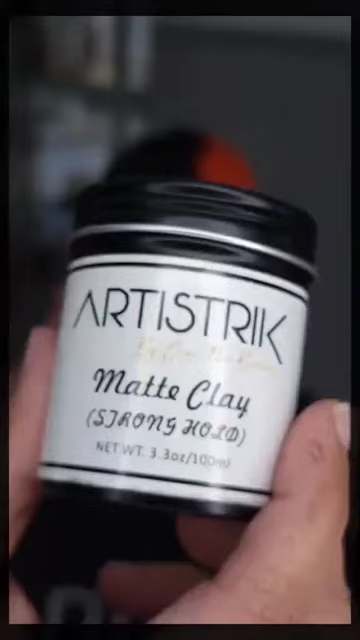 ARTISTRIK
Matte Clay
(STRONG HOLD)
NET WT. 3.3oz/100ml